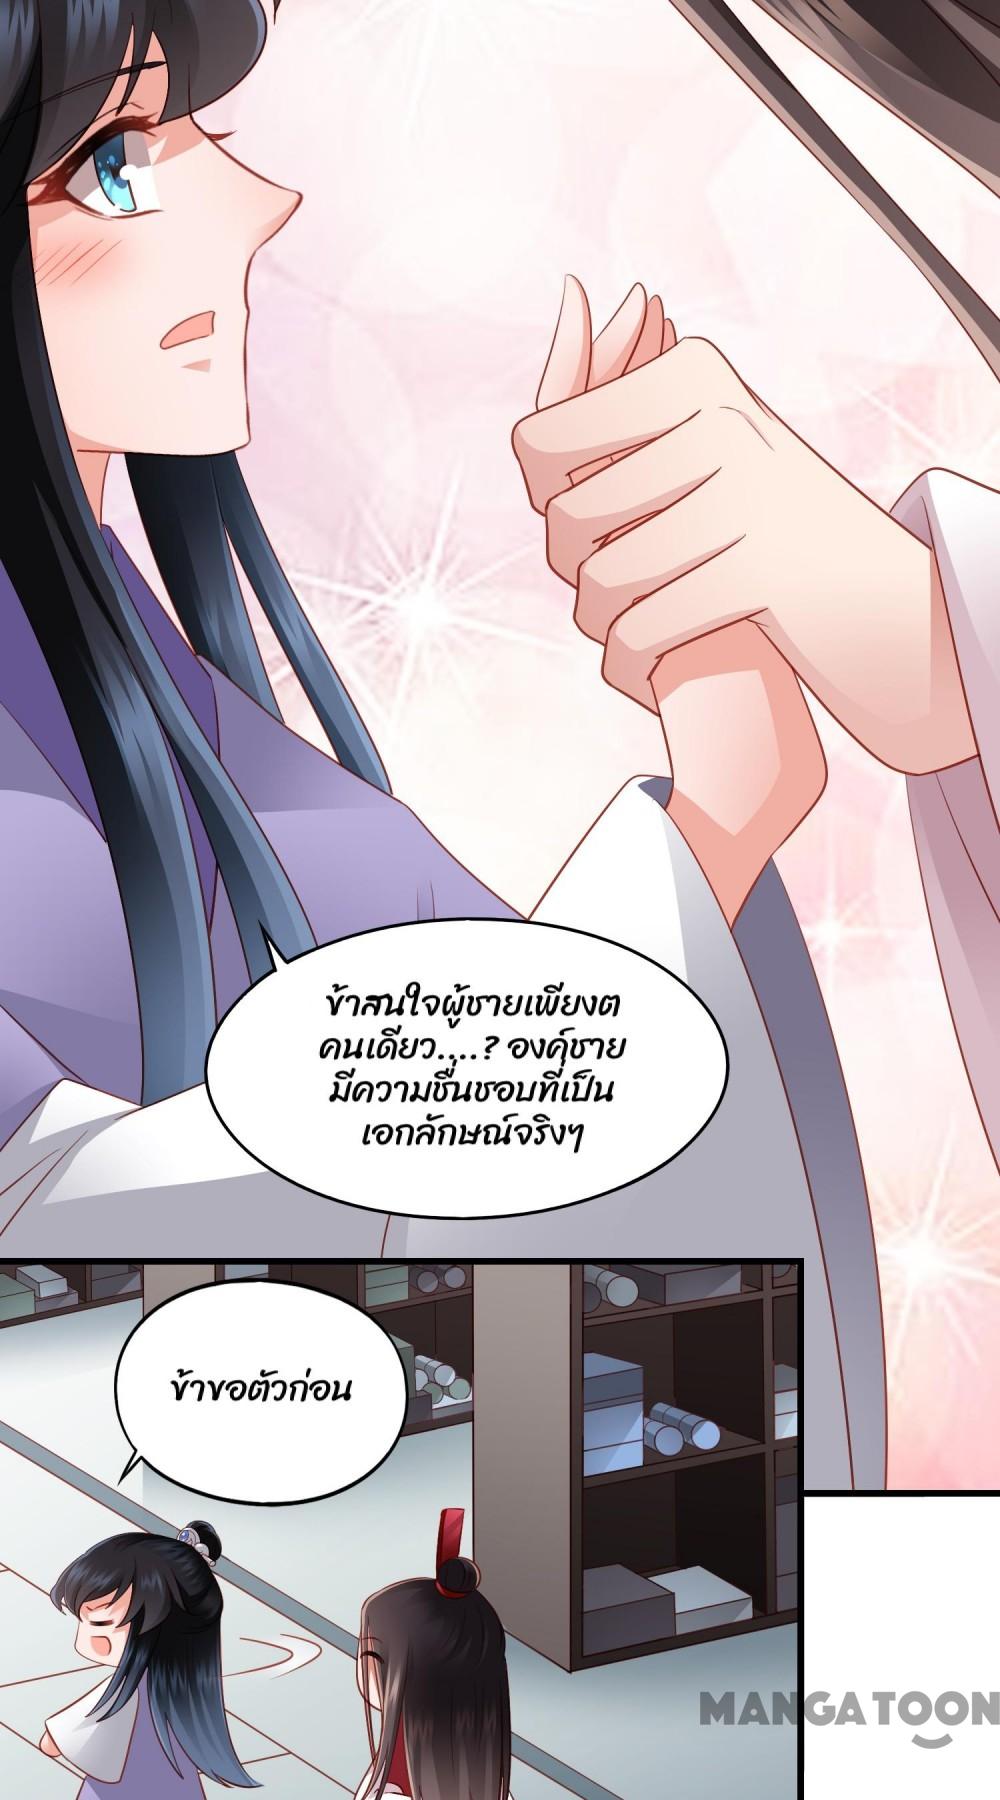 ข้าสนใจผู้ชายเพียงต
คนเดียว....? องค์ชาย
มีความชื่นชอบที่เป็น
เอกลักษณ์จริงๆ
ข้าขอตัวก่อน
MANGATOON